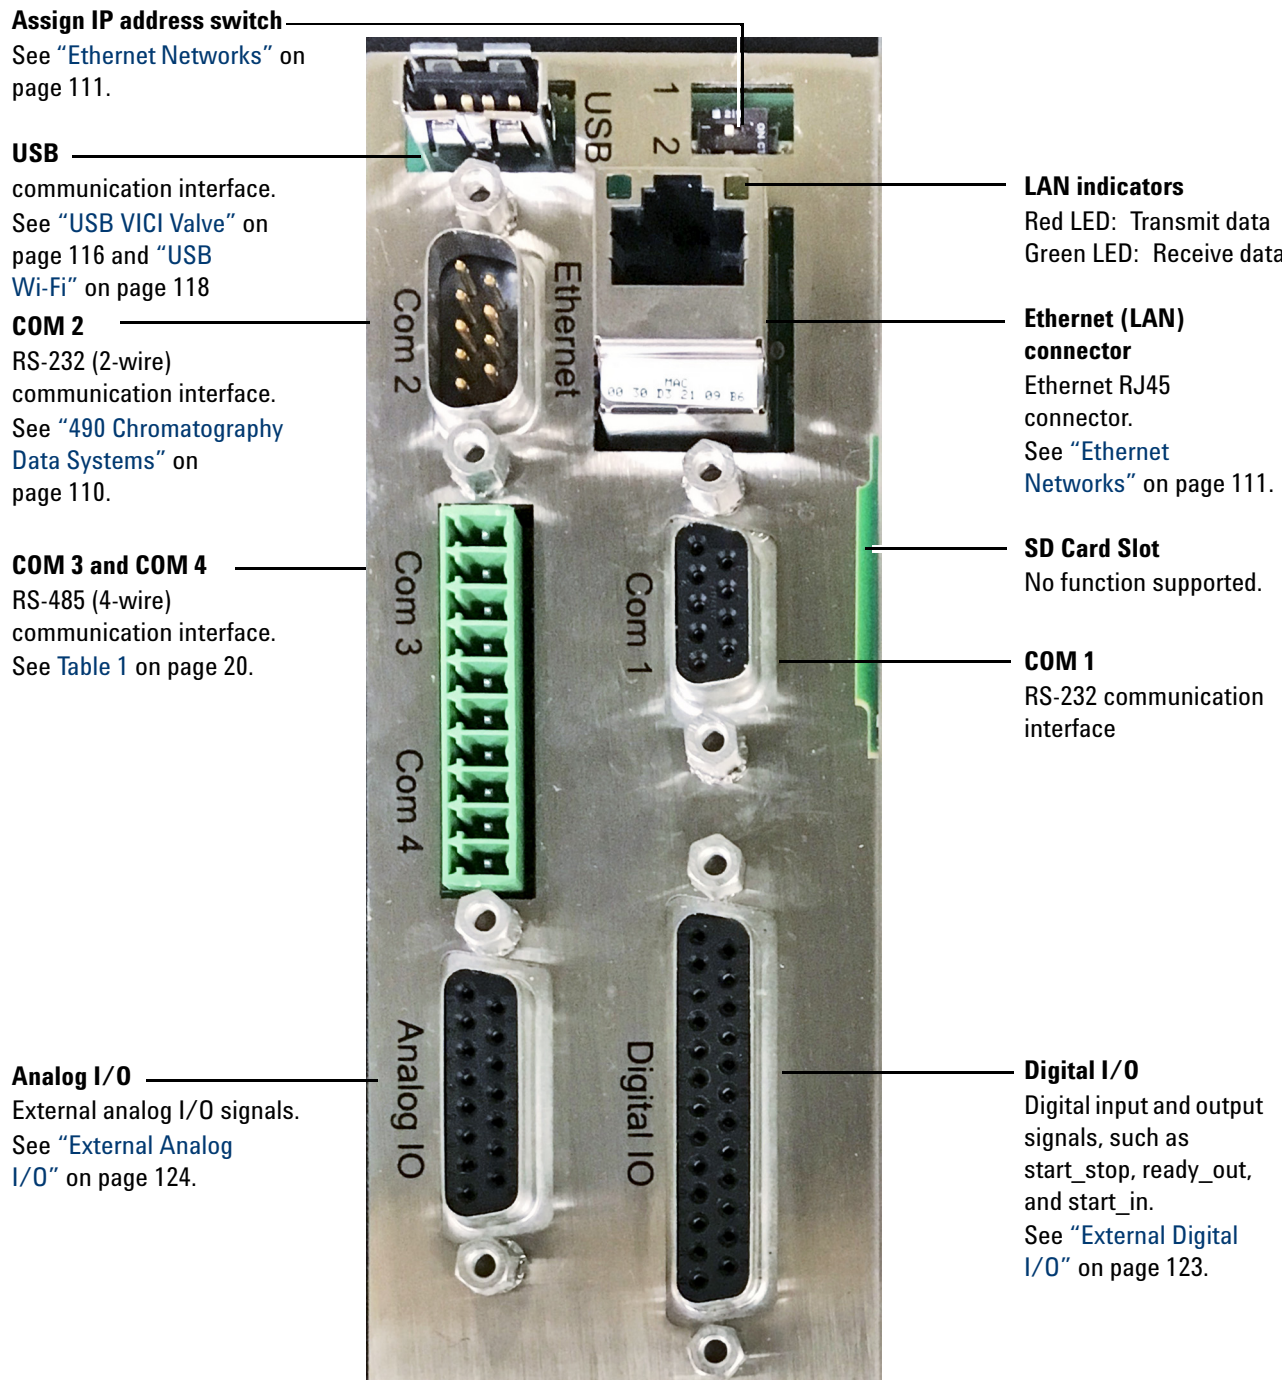 Assign IP address switch
See “Ethernet Networks” on
page 111.
USB
communication interface.
See “USB VICI Valve” on
page 116 and “USB
Wi-Fi” on page 118
COM 2
RS-232 (2-wire)
communication interface.
See “490 Chromatography
Data Systems” on
page 110.
COM 3 and COM 4
RS-485 (4-wire)
communication interface.
See Table 1 on page 20.
Analog I/O
External analog I/O signals.
See “External Analog
I/O” on page 124.
USB
1
2
Ethernet
Com 2
MAC
00 30 D3 21 09 B6
Com 3
Com 1
Com 4
Analog IO
Digital IO
LAN indicators
Red LED: Transmit data
Green LED: Receive data
Ethernet (LAN)
connector
Ethernet RJ45
connector.
See “Ethernet
Networks” on page 111.
SD Card Slot
No function supported.
COM 1
RS-232 communication
interface
Digital I/O
Digital input and output
signals, such as
start_stop, ready_out,
and start_in.
See “External Digital
I/O” on page 123.